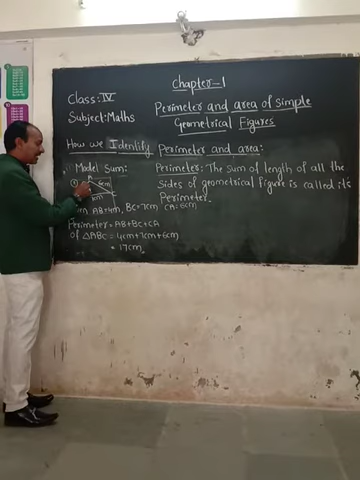 Chapter-1
Class: IV
Perimeter and area of simple
Subject: Maths
Geometrical Figures
How we Identify Perimeter and area:
Model Sum:
Perimeter: The Sum of length of all the
Sides of geometrical figure is called its
Perimeter.
A
6cm
C
AB=4cm, BC=7cm CA=6cm
Perimeter = AB+BC+CA
of △ABC = 4cm+7cm+6cm
= 17cm.